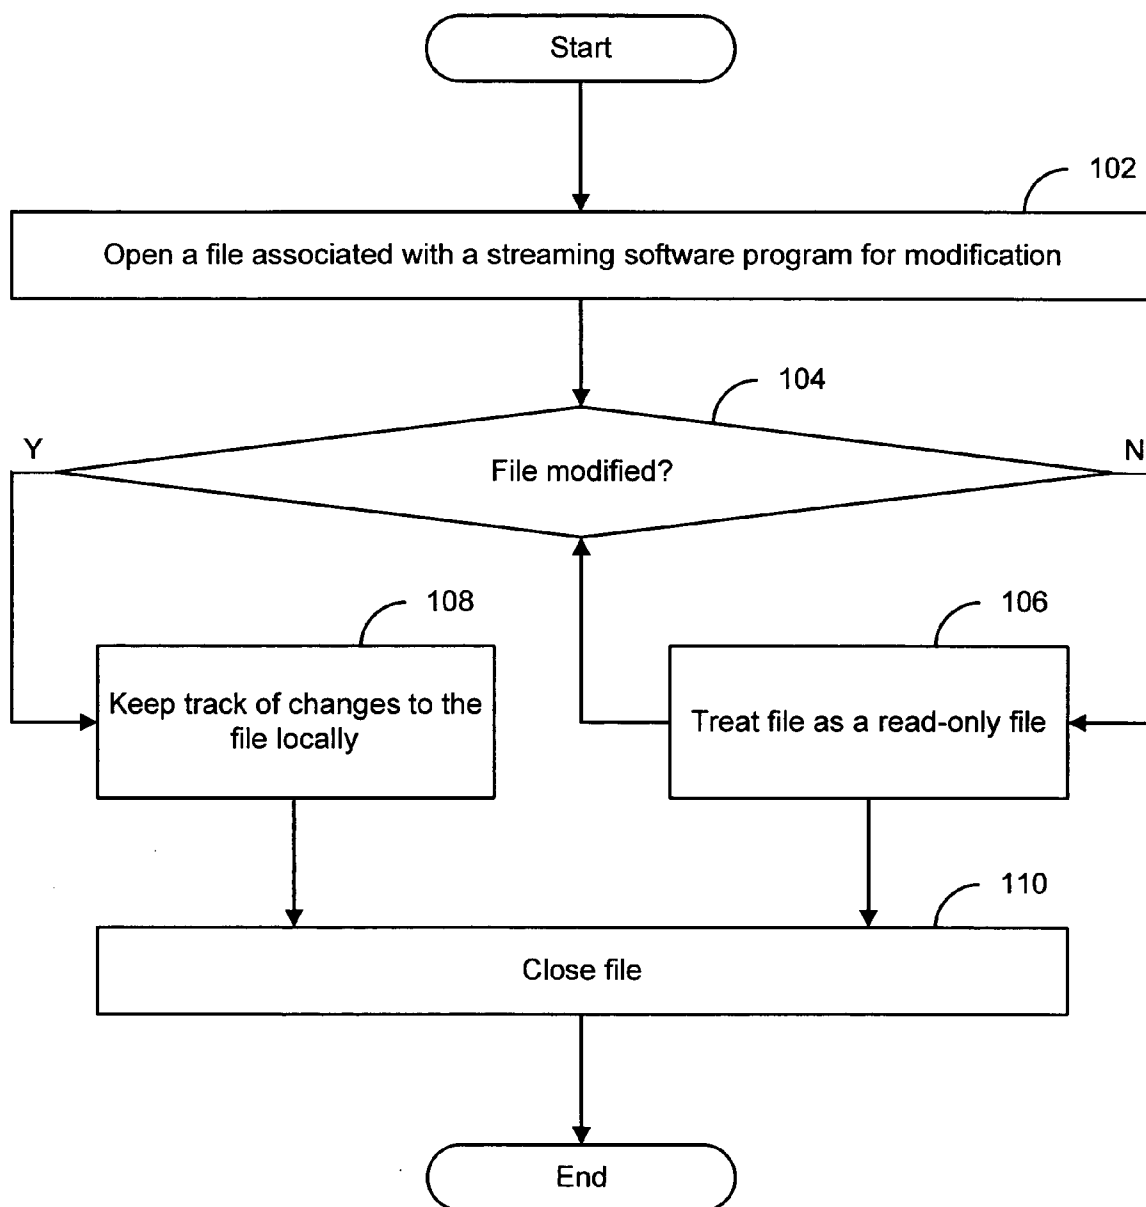 Start
102
Open a file associated with a streaming software program for modification
104
Y
File modified?
N
108
106
Keep track of changes to the
file locally
Treat file as a read-only file
110
Close file
End